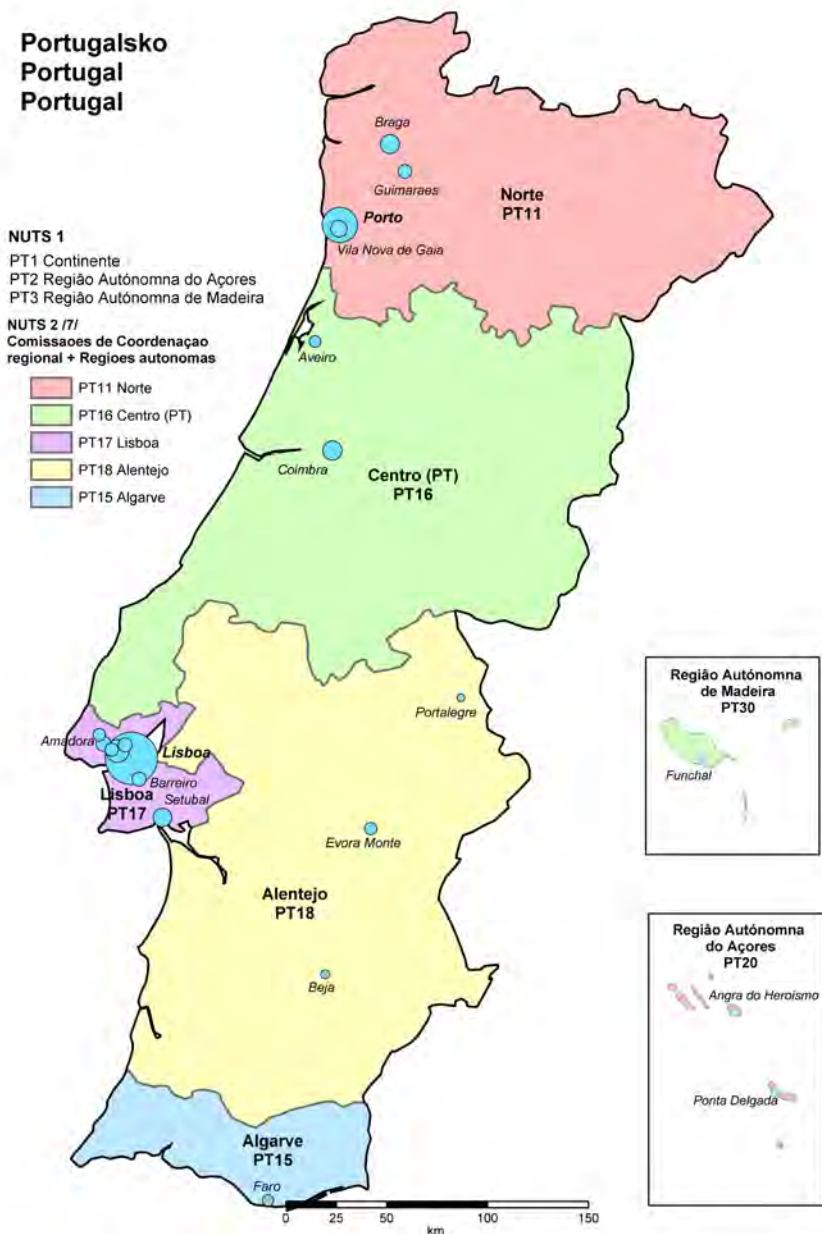 Portugalsko
Portugal
Portugal
NUTS 1
PT1 Continente
PT2 Região Autónomna do Açores
PT3 Região Autónomna de Madeira
NUTS 2 /7/
Comissaoes de Coordenaçao
regional + Regioes autonomas
PT11 Norte
PT16 Centro (PT)
PT17 Lisboa
PT18 Alentejo
PT15 Algarve
Braga
Guimaraes
Norte
PT11
Porto
Vila Nova de Gaia
Aveiro
Coimbra
Centro (PT)
PT16
Portalegre
Amadora
Lisboa
Barreiro
Setubal
Lisboa
PT17
Evora Monte
Alentejo
PT18
Beja
Algarve
PT15
Faro
0 25 50 100 150
km
Região Autónomna
de Madeira
PT30
Funchal
Região Autónomna
do Açores
PT20
Angra do Heroismo
Ponta Delgada